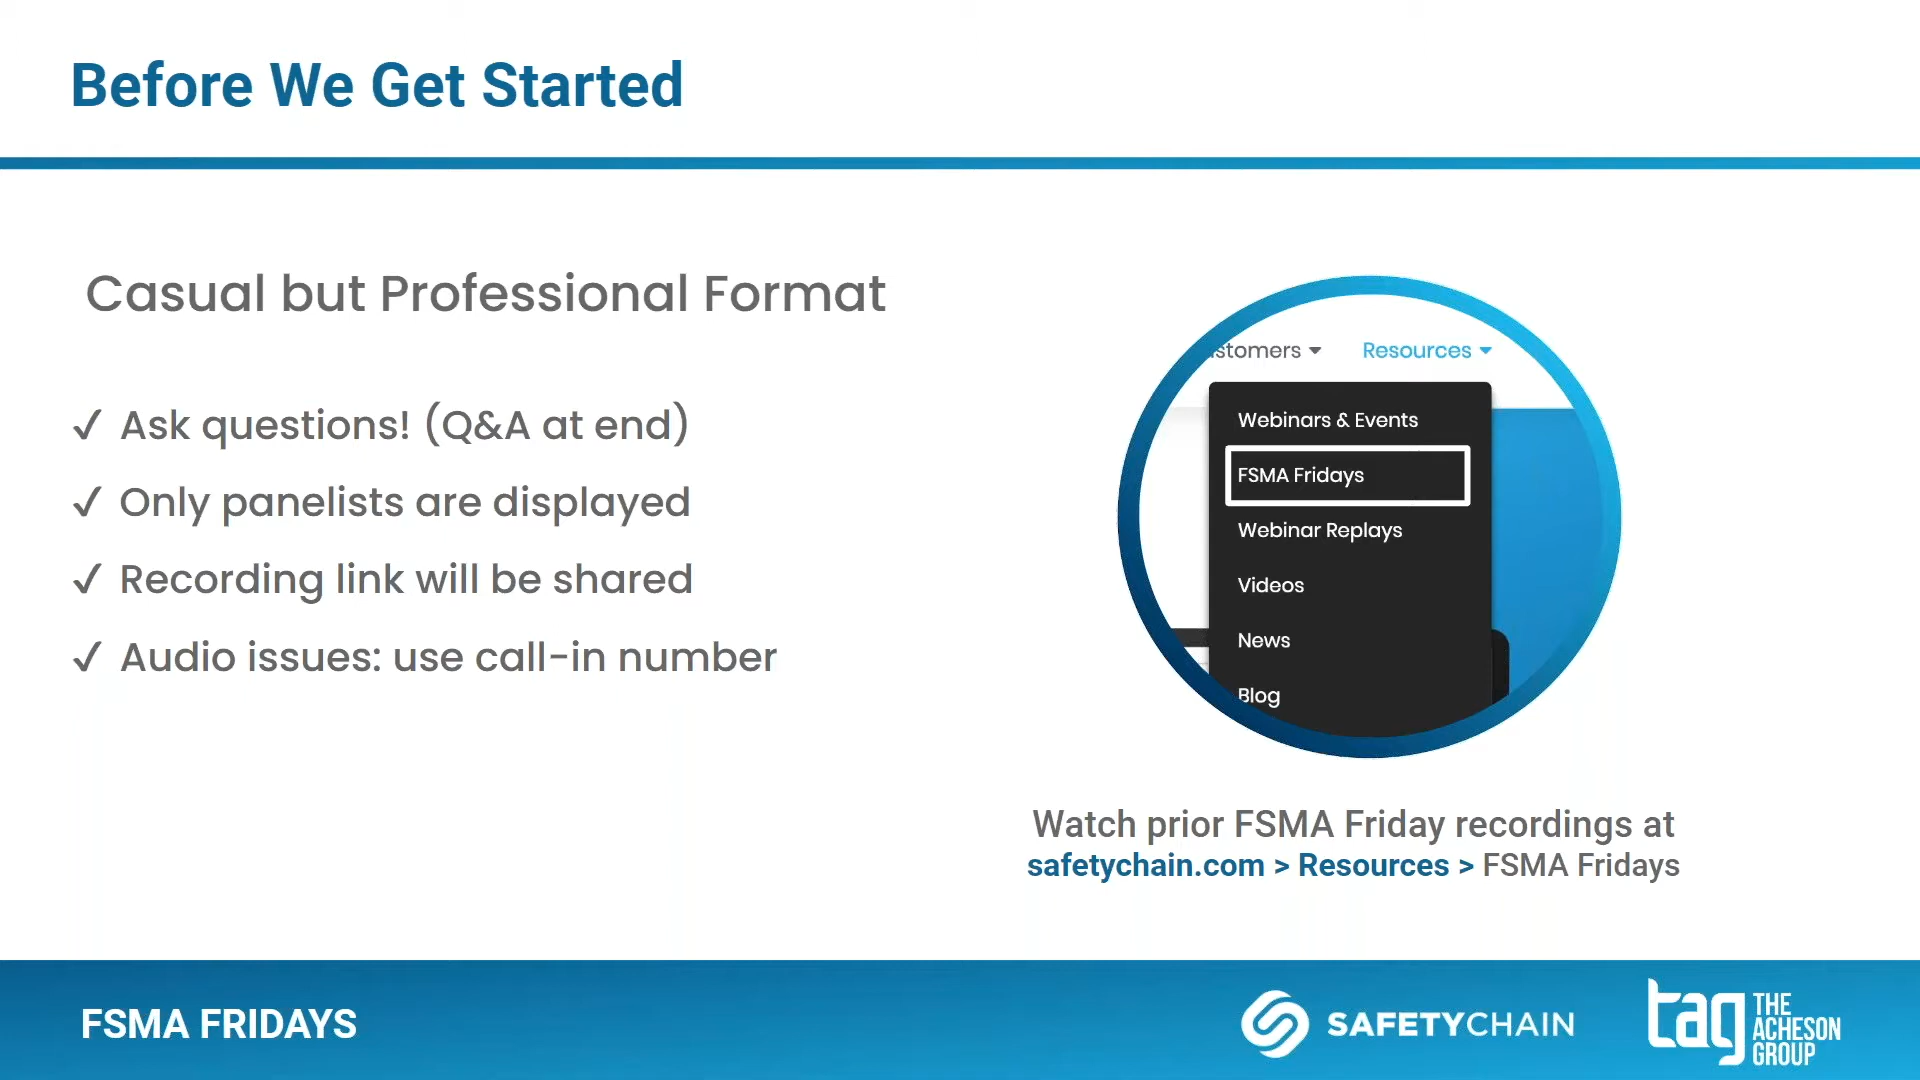 Before We Get Started
Casual but Professional Format
✓ Ask questions! (Q&A at end)
✓ Only panelists are displayed
✓ Recording link will be shared
✓ Audio issues: use call-in number
stomers Resources
Webinars & Events
FSMA Fridays
Webinar Replays
Videos
News
Blog
Watch prior FSMA Friday recordings at
safetychain.com > Resources > FSMA Fridays
FSMA FRIDAYS
SAFETYCHAIN
tag THE ACHESON GROUP